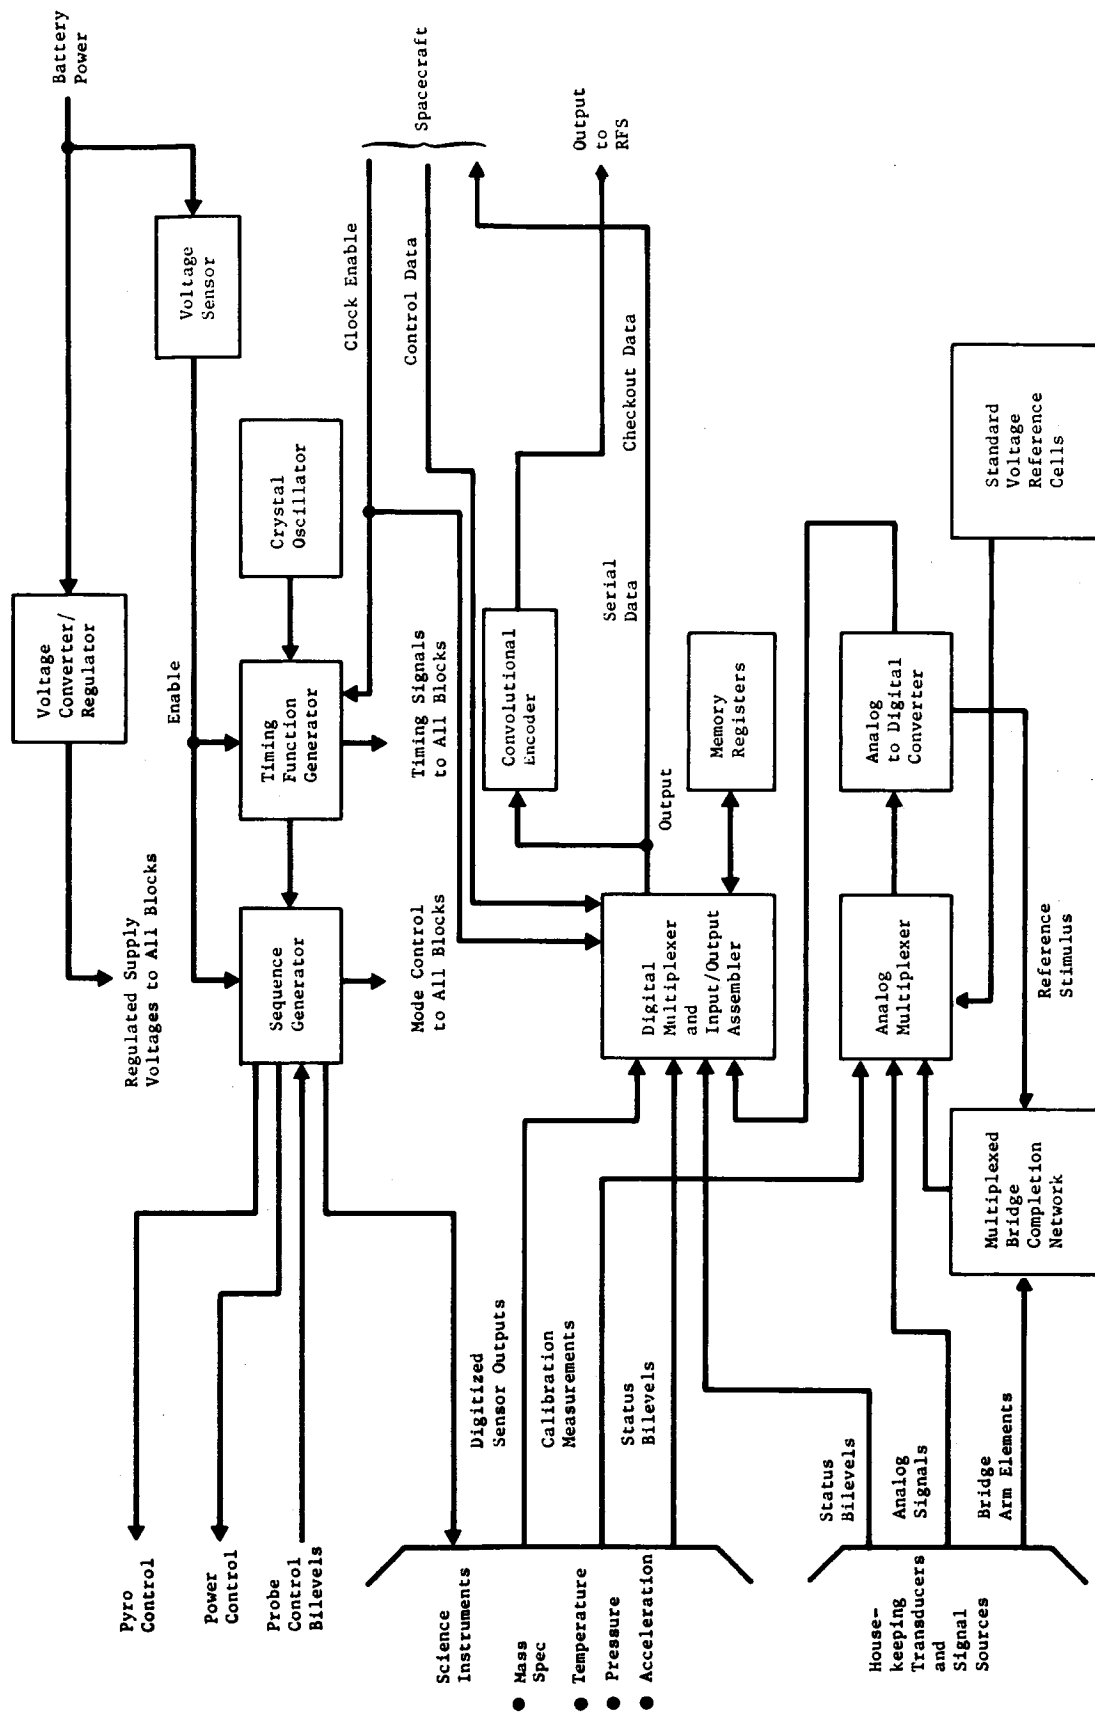 Pyro
Control
Power
Control
Probe
Control
Bilevels
Regulated Supply
Voltages to All Blocks
Voltage
Converter/
Regulator
Battery
Power
Enable
Voltage
Sensor
Sequence
Generator
Timing
Function
Generator
Crystal
Oscillator
Mode Control
to All Blocks
Timing Signals
to All Blocks
Clock Enable
Control Data
Spacecraft
Science
Instruments
● Mass
Spec
● Temperature
● Pressure
● Acceleration
Digitized
Sensor Outputs
Calibration
Measurements
Status
Bilevels
Digital
Multiplexer
and
Input/Output
Assembler
Output
Convolutional
Encoder
Serial
Data
Checkout Data
Output
to
RFS
Memory
Registers
House-
keeping
Transducers
and
Signal
Sources
Status
Bilevels
Analog
Signals
Bridge
Arm Elements
Multiplexed
Bridge
Completion
Network
Analog
Multiplexer
Analog
to Digital
Converter
Reference
Stimulus
Standard
Voltage
Reference
Cells